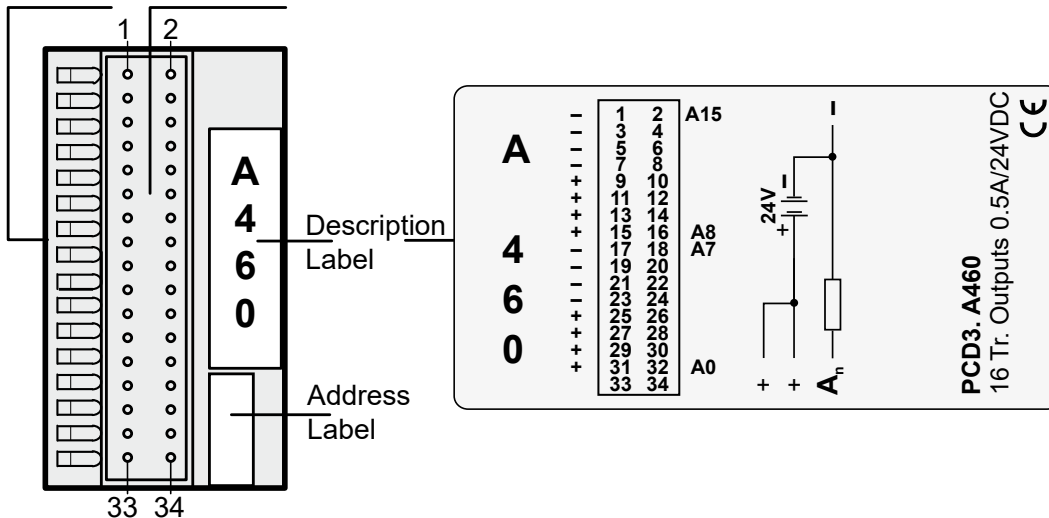 1 2
A
4
6
0
Description
Label
Address
Label
33 34
A
4
6
0
– 1 2 A15
– 3 4
– 5 6
– 7 8
+ 9 10
+ 11 12
+ 13 14
+ 15 16 A8
– 17 18 A7
– 19 20
– 21 22
– 23 24
+ 25 26
+ 27 28
+ 29 30
+ 31 32 A0
33 34
–
24V
–
+
+ + An
PCD3. A460
16 Tr. Outputs 0.5A/24VDC
CE